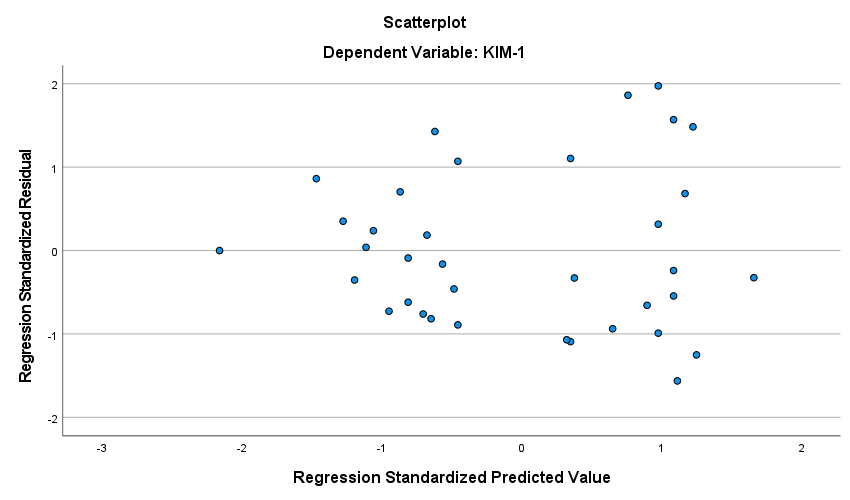 Scatterplot
Dependent Variable: KIM-1
Regression Standardized Residual
2
1
0
-1
-2
-3
-2
-1
0
1
2
Regression Standardized Predicted Value